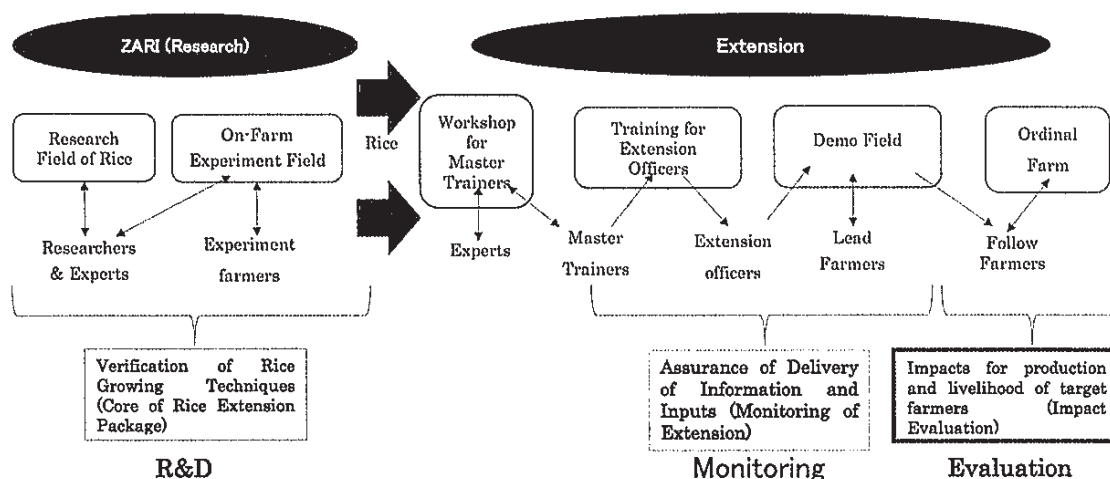 ZARI (Research)
Extension
Research
Field of Rice
On-Farm
Experiment Field
Rice
Workshop
for
Master
Trainers
Training for
Extension
Officers
Demo Field
Ordinal
Farm
Researchers
& Experts
Experiment
farmers
Experts
Master
Trainers
Extension
officers
Lead
Farmers
Follow
Farmers
Verification of Rice
Growing Techniques
(Core of Rice Extension
Package)
Assurance of Delivery
of Information and
Inputs (Monitoring of
Extension)
Impacts for production
and livelihood of target
farmers (Impact
Evaluation)
R&D
Monitoring
Evaluation